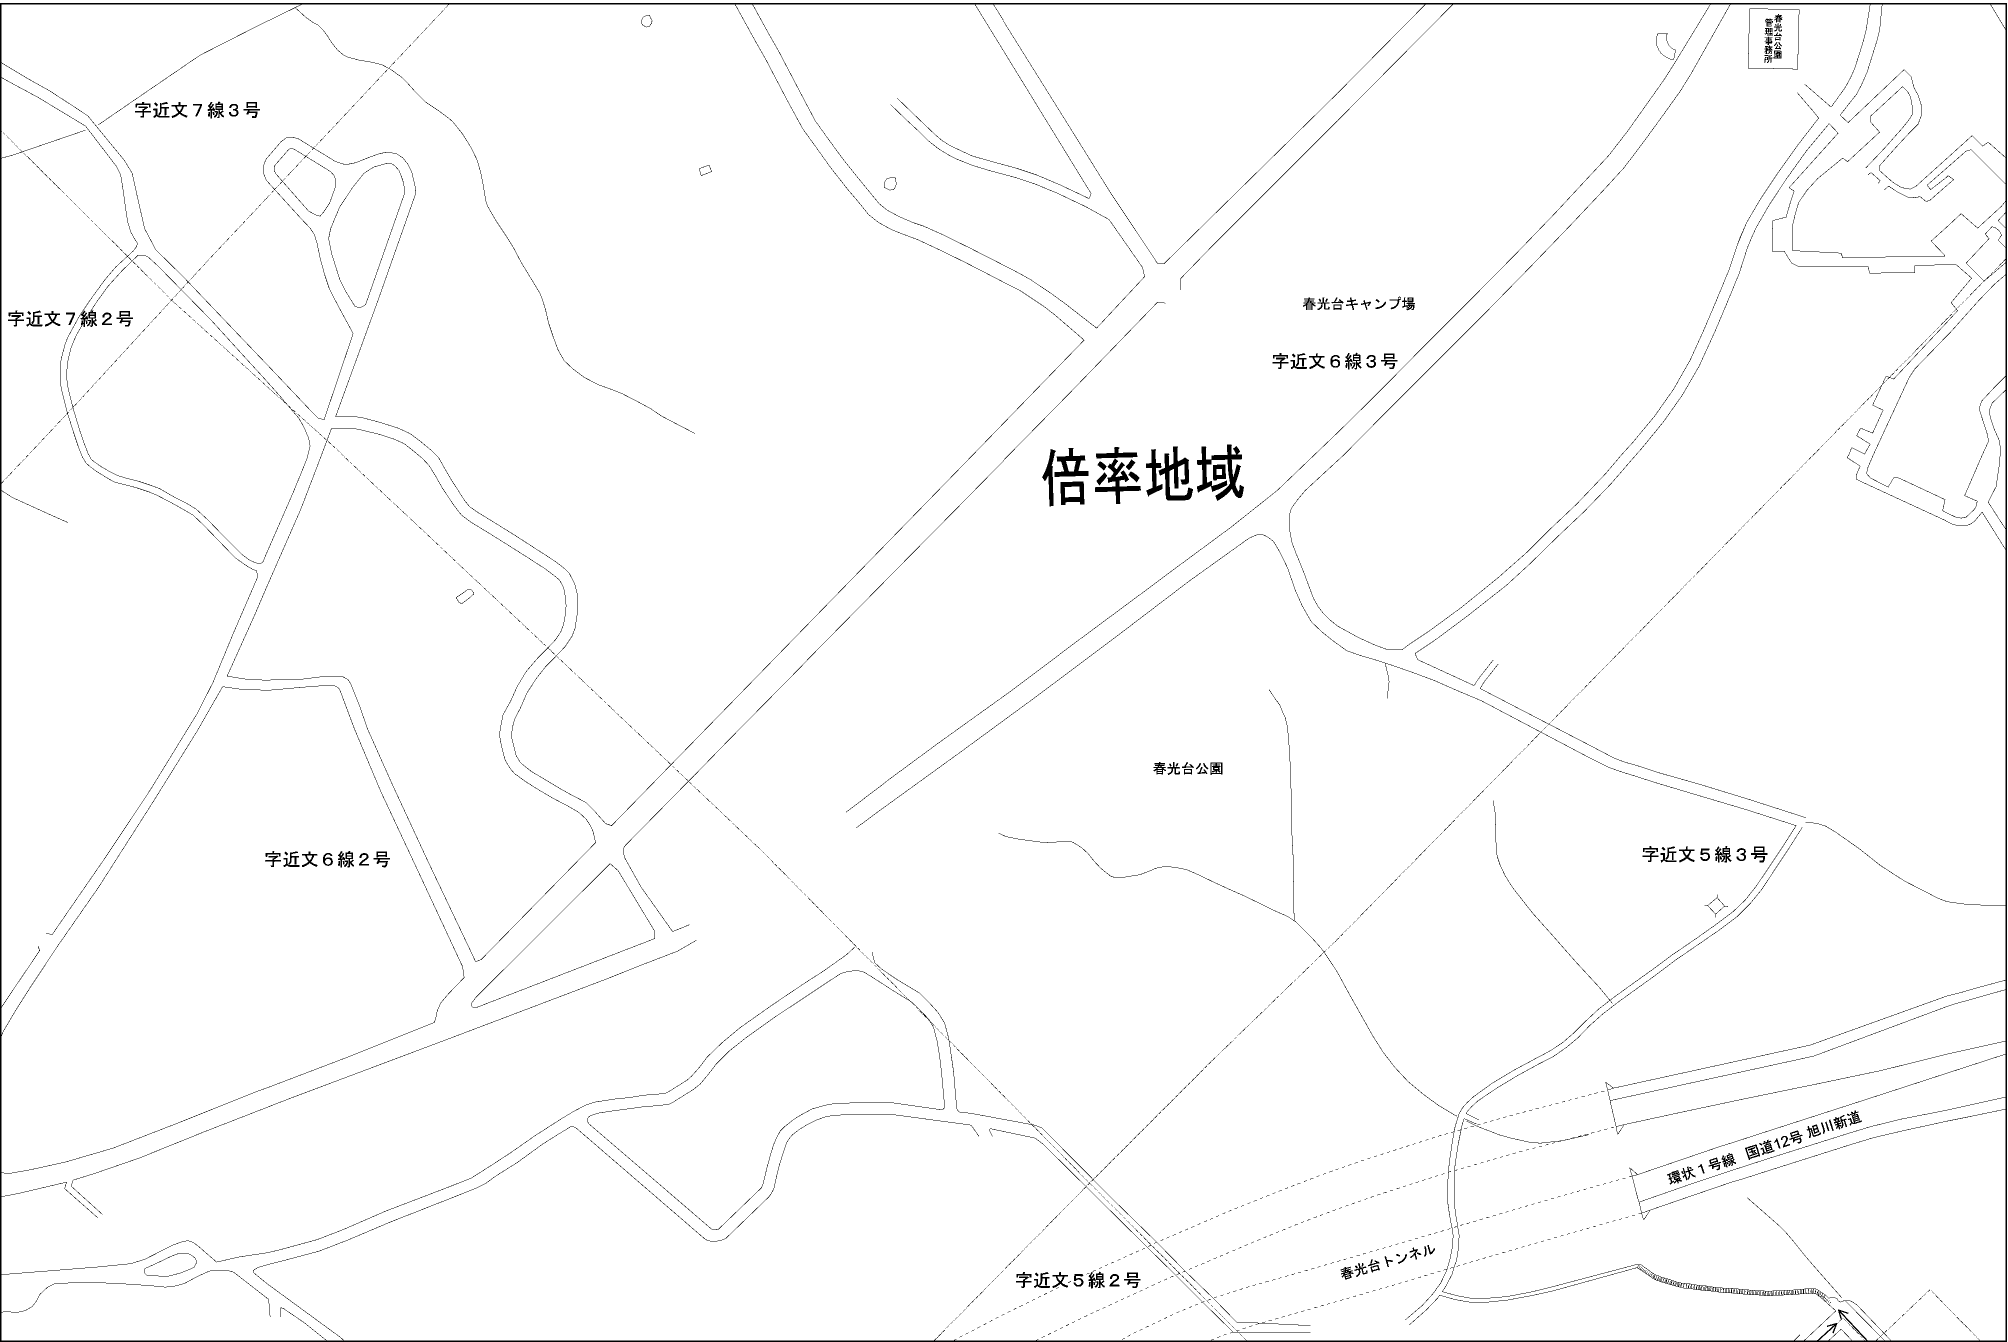 春光台公園
管理事務所
字近文７線３号
春光台キャンプ場
字近文７線２号
字近文６線３号
倍率地域
春光台公園
字近文６線２号
字近文５線３号
環状１号線 国道12号 旭川新道
春光台トンネル
字近文５線２号